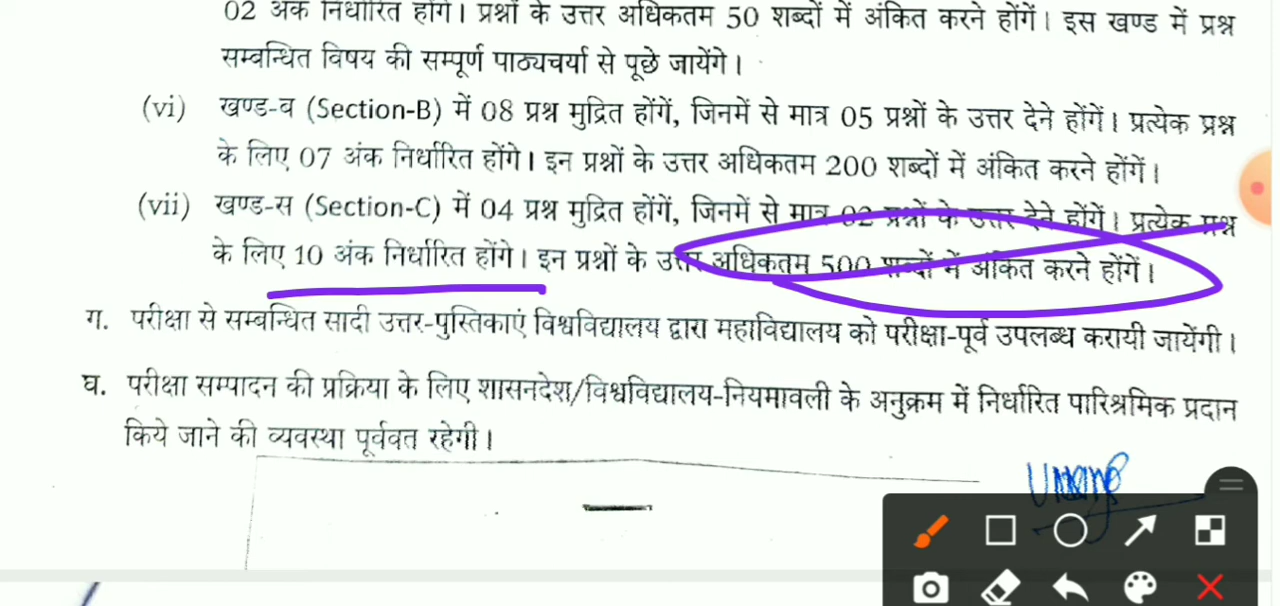 02 अंक निर्धारित होंगे। प्रश्नों के उत्तर अधिकतम 50 शब्दों में अंकित करने होंगें। इस खण्ड में प्रश्न
सम्बन्धित विषय की सम्पूर्ण पाठ्यचर्या से पूछे जायेंगे।
(vi) खण्ड-ब (Section-B) में 08 प्रश्न मुद्रित होंगें, जिनमें से मात्र 05 प्रश्नों के उत्तर देने होंगें। प्रत्येक प्रश्न
के लिए 07 अंक निर्धारित होंगे। इन प्रश्नों के उत्तर अधिकतम 200 शब्दों में अंकित करने होंगें।
(vii) खण्ड-स (Section-C) में 04 प्रश्न मुद्रित होंगें, जिनमें से मात्र 02 प्रश्नों के उत्तर देने होंगें। प्रत्येक प्रश्न
के लिए 10 अंक निर्धारित होंगे। इन प्रश्नों के उत्तर अधिकतम 500 शब्दों में अंकित करने होंगें।
ग. परीक्षा से सम्बन्धित सादी उत्तर-पुस्तिकाएं विश्वविद्यालय द्वारा महाविद्यालय को परीक्षा-पूर्व उपलब्ध करायी जायेंगी।
घ. परीक्षा सम्पादन की प्रक्रिया के लिए शासनदेश/विश्वविद्यालय-नियमावली के अनुक्रम में निर्धारित पारिश्रमिक प्रदान
किये जाने की व्यवस्था पूर्ववत रहेगी।